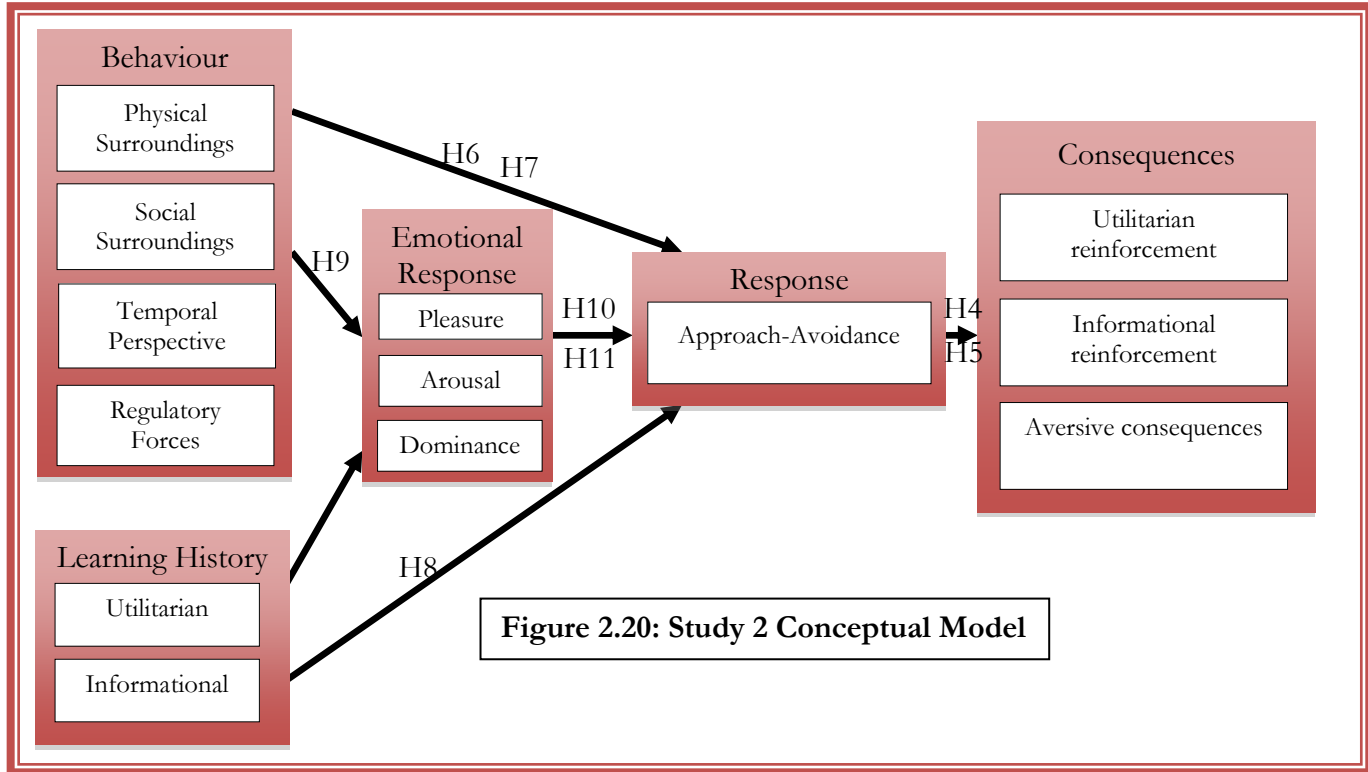 Behaviour
Physical
Surroundings
Social
Surroundings
Temporal
Perspective
Regulatory
Forces
Learning History
Utilitarian
Informational
H6
H7
H9
Emotional
Response
Pleasure
Arousal
Dominance
H10
H11
H8
Response
Approach-Avoidance
H4
H5
Consequences
Utilitarian
reinforcement
Informational
reinforcement
Aversive consequences
Figure 2.20: Study 2 Conceptual Model